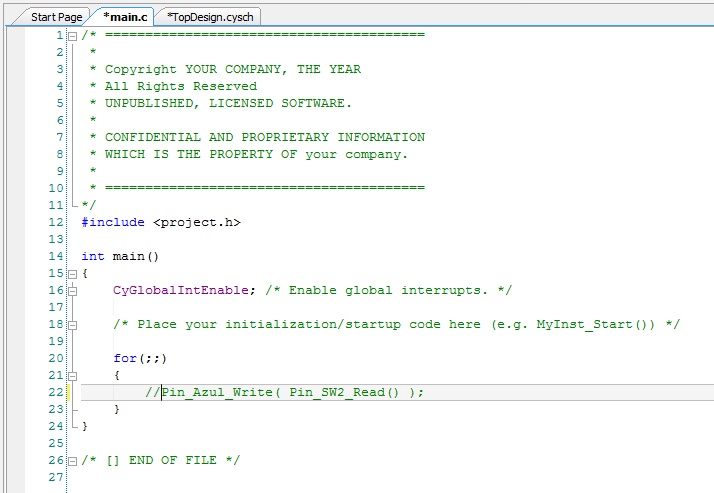 Start Page *main.c *TopDesign.cysch
1 /* ========================================
2 *
3 * Copyright YOUR COMPANY, THE YEAR
4 * All Rights Reserved
5 * UNPUBLISHED, LICENSED SOFTWARE.
6 *
7 * CONFIDENTIAL AND PROPRIETARY INFORMATION
8 * WHICH IS THE PROPERTY OF your company.
9 *
10 * ========================================
11 */
12 #include <project.h>
13
14 int main()
15 {
16 CyGlobalIntEnable; /* Enable global interrupts. */
17
18 /* Place your initialization/startup code here (e.g. MyInst_Start()) */
19
20 for(;;)
21 {
22 //Pin_Azul_Write( Pin_SW2_Read() );
23 }
24 }
25
26 /* [] END OF FILE */
27